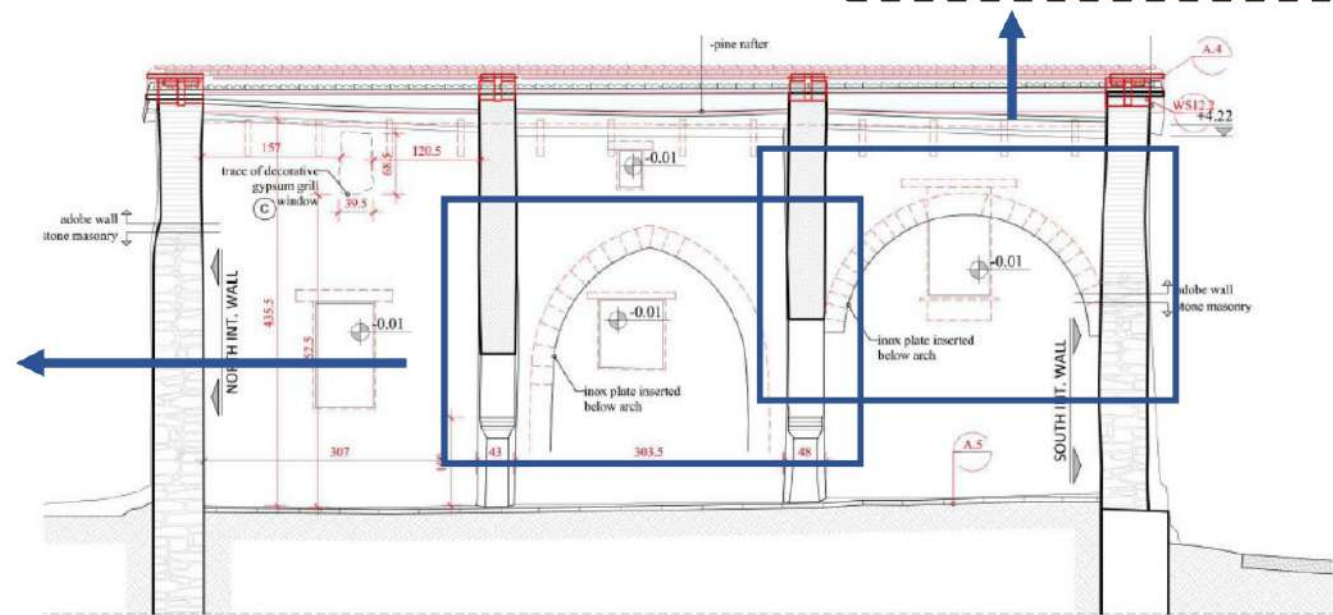 -pine rafter
A.4
WS12.2
+4.22
157
120.5
68.5
-0.01
trace of decorative
gypsum grill
window
39.5
C
adobe wall
stone masonry
-0.01
adobe wall
stone masonry
435.5
-0.01
-0.01
NORTH INT. WALL
inox plate inserted
below arch
inox plate inserted
below arch
SOUTH INT. WALL
307
43
303.5
48
A.5